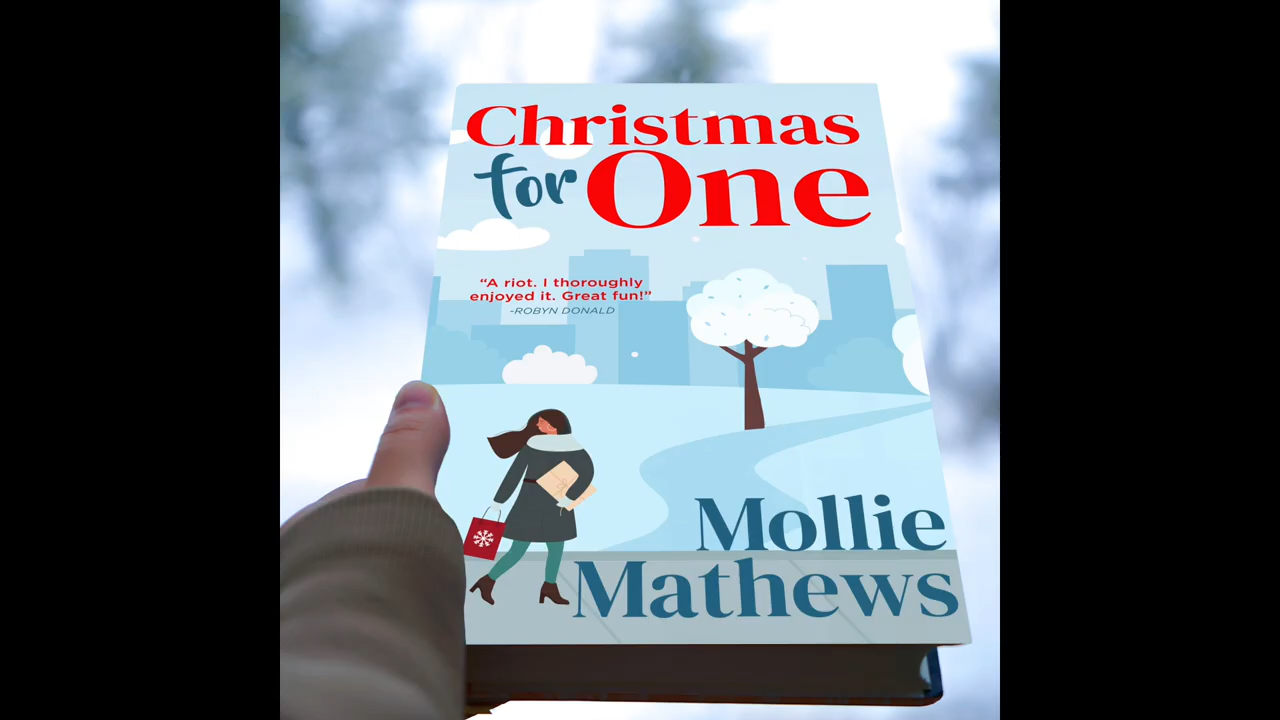 Christmas
for One
“A riot. I thoroughly
enjoyed it. Great fun!”
-ROBYN DONALD
Mollie
Mathews